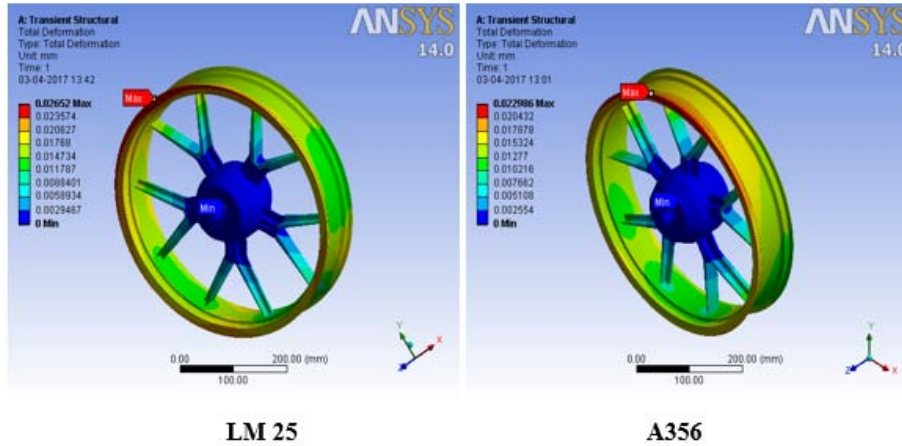 A: Transient Structural
Total Deformation
Type: Total Deformation
Unit: mm
Time: 1
03-04-2017 13:42
ANSYS
14.0
0.02652 Max
0.023574
0.020627
0.01768
0.014734
0.011787
0.0088401
0.0058934
0.0029467
0 Min
Max
Min
0.00
200.00 (mm)
100.00
Y
X
Z
A: Transient Structural
Total Deformation
Type: Total Deformation
Unit: mm
Time: 1
03-04-2017 13:01
ANSYS
14.0
0.022986 Max
0.020432
0.017878
0.015324
0.01277
0.010216
0.007662
0.005108
0.002554
0 Min
Max
Min
0.00
200.00 (mm)
100.00
Y
Z
X
LM 25
A356